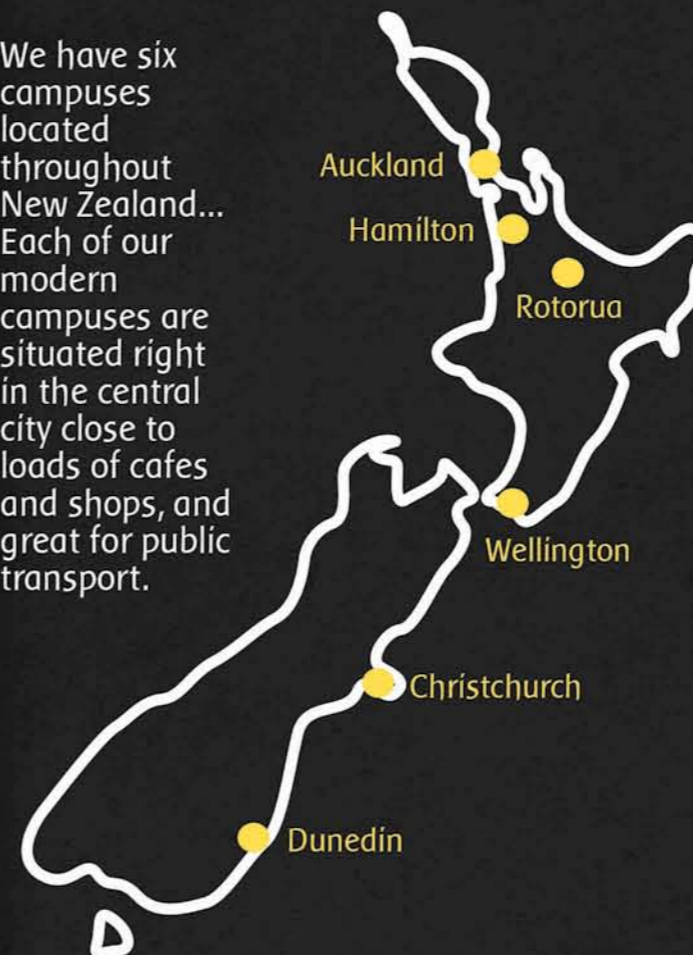 We have six
campuses
located
throughout
New Zealand...
Each of our
modern
campuses are
situated right
in the central
city close to
loads of cafes
and shops, and
great for public
transport.
Auckland
Hamilton
Rotorua
Wellington
Christchurch
Dunedin